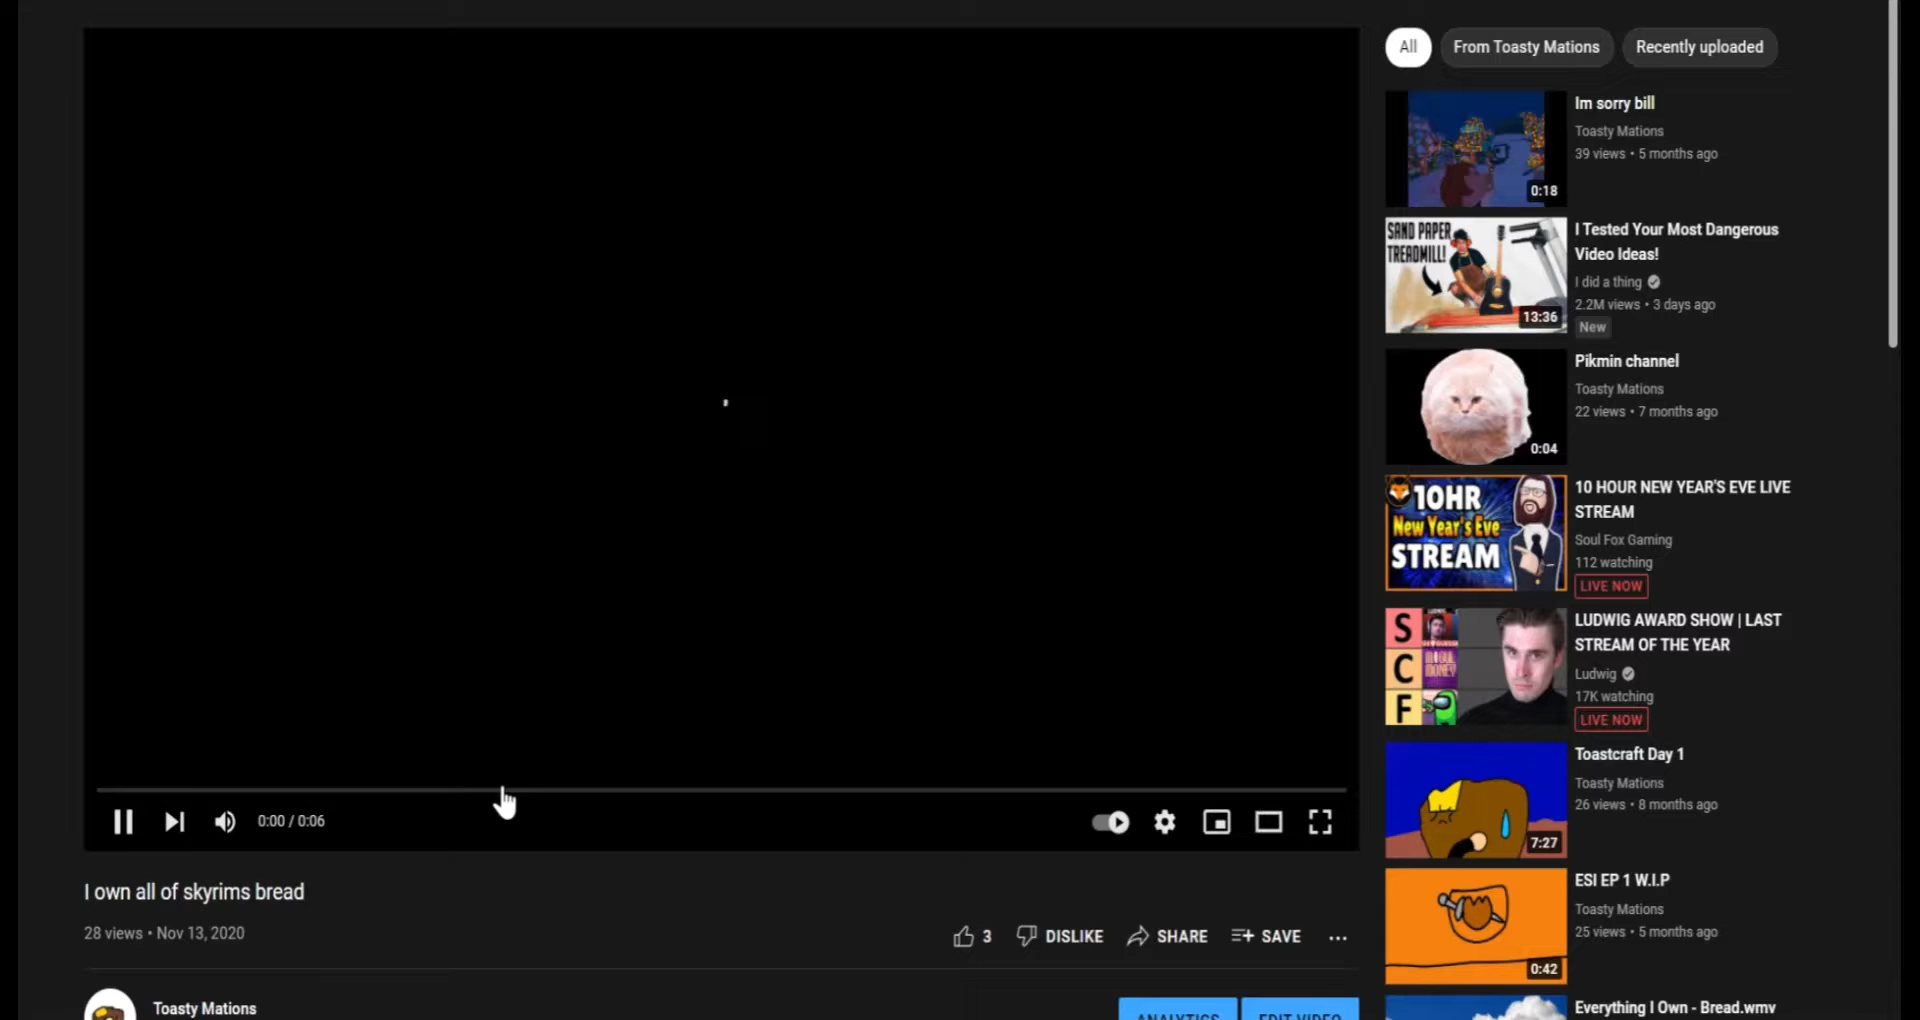 All
From Toasty Mations
Recently uploaded
Im sorry bill
Toasty Mations
39 views • 5 months ago
0:18
SAND PAPER
TREADMILL!
13:36
I Tested Your Most Dangerous
Video Ideas!
I did a thing
2.2M views • 3 days ago
New
Pikmin channel
Toasty Mations
22 views • 7 months ago
0:04
10HR
New Year's Eve
STREAM
10 HOUR NEW YEAR'S EVE LIVE
STREAM
Soul Fox Gaming
112 watching
LIVE NOW
S
C
F
LUDWIG AWARD SHOW | LAST
STREAM OF THE YEAR
Ludwig
17K watching
LIVE NOW
Toastcraft Day 1
Toasty Mations
26 views • 8 months ago
7:27
ESI EP 1 W.I.P
Toasty Mations
25 views • 5 months ago
0:42
Everything I Own - Bread.wmv
0:00 / 0:06
I own all of skyrims bread
28 views • Nov 13, 2020
3
DISLIKE
SHARE
SAVE
Toasty Mations
ANALYTICS
EDIT VIDEO